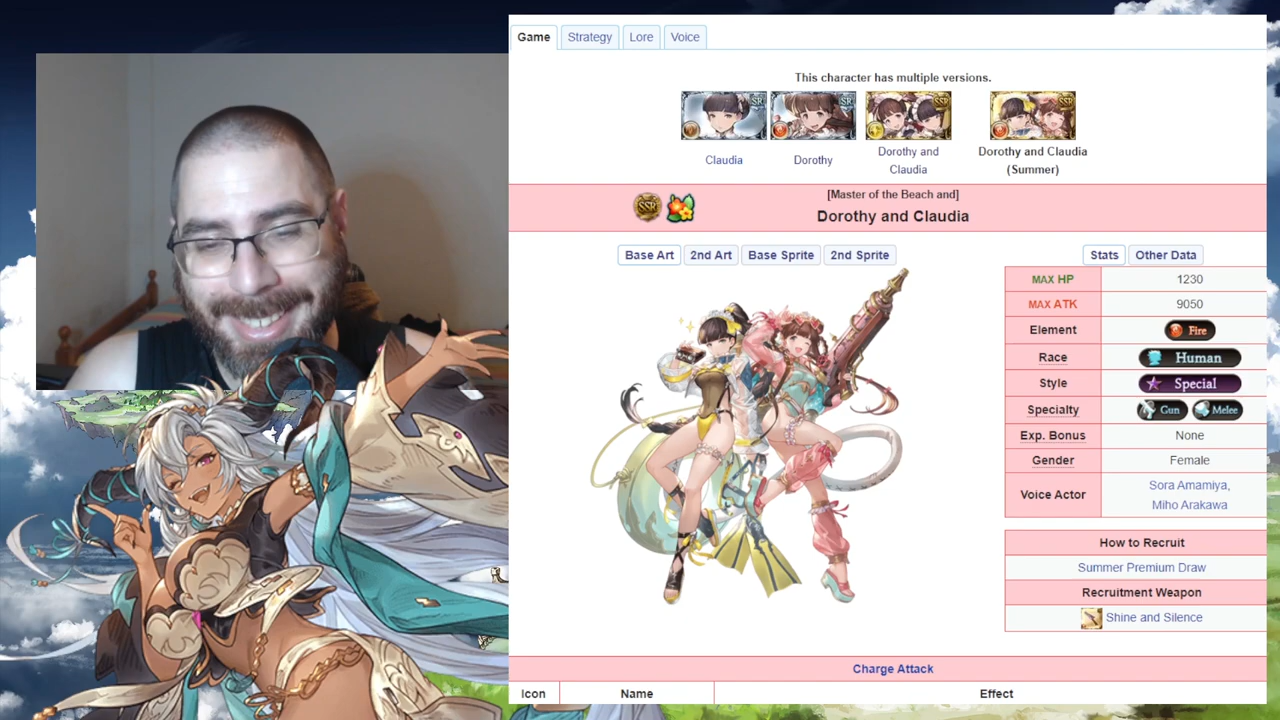 Game Strategy Lore Voice
This character has multiple versions.
SR SR
Claudia
Dorothy
Dorothy and
Claudia
Dorothy and Claudia
(Summer)
[Master of the Beach and]
SSR
Dorothy and Claudia
Base Art 2nd Art Base Sprite 2nd Sprite
Stats Other Data
MAX HP 1230
MAX ATK 9050
Element Fire
Race Human
Style Special
Specialty Gun Melee
Exp. Bonus None
Gender Female
Voice Actor Sora Amamiya,
Miho Arakawa
How to Recruit
Summer Premium Draw
Recruitment Weapon
Shine and Silence
Charge Attack
Icon Name Effect